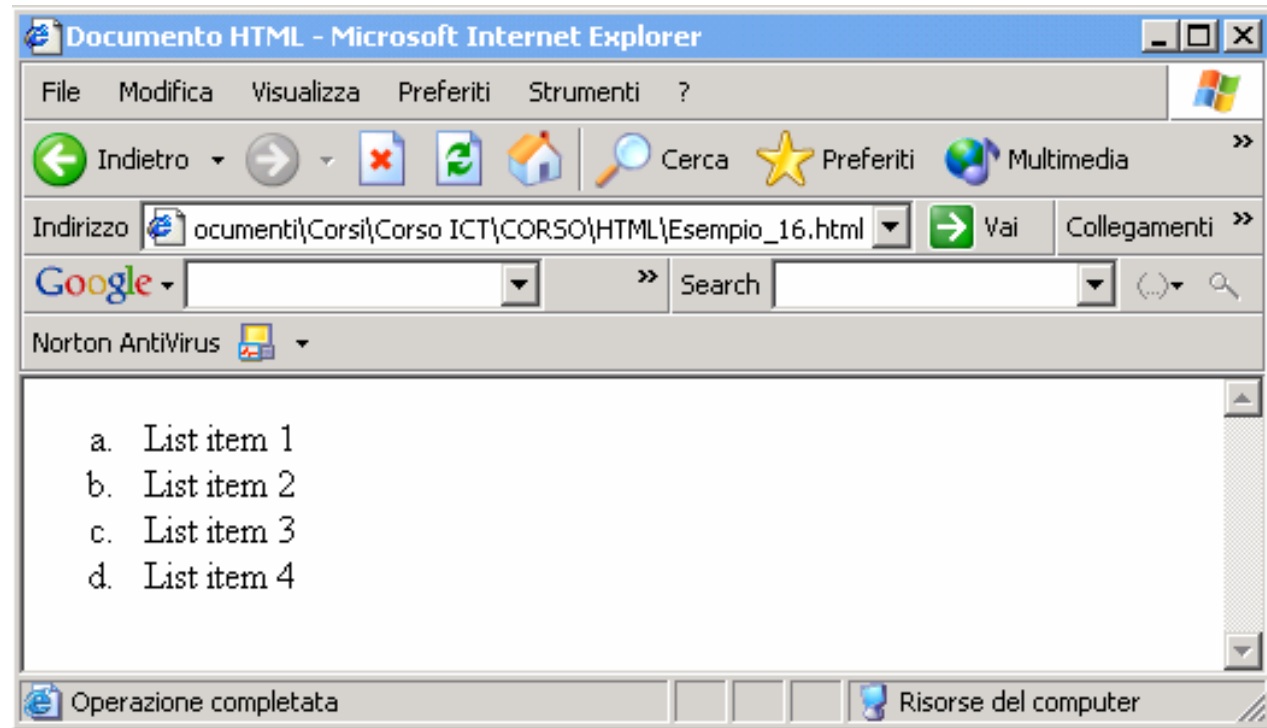 Documento HTML - Microsoft Internet Explorer
File Modifica Visualizza Preferiti Strumenti ?
Indietro Cerca Preferiti Multimedia »
Indirizzo ocumenti\Corsi\Corso ICT\CORSO\HTML\Esempio_16.html Vai Collegamenti »
Google » Search (...)
Norton AntiVirus
a. List item 1
b. List item 2
c. List item 3
d. List item 4
Operazione completata Risorse del computer